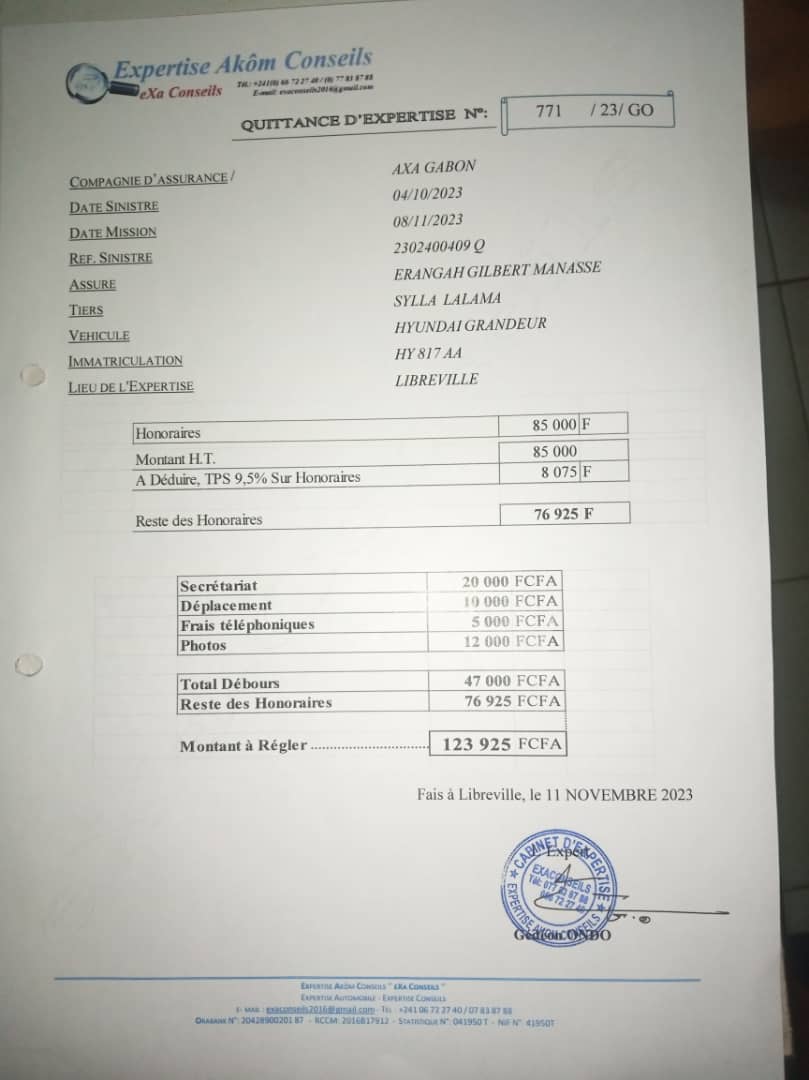 Expertise Akôm Conseils
eXa Conseils
Tél.: +241(0) 66 72 27 40 / (0) 77 83 87 88
E-mail: exaconseils2016@gmail.com
QUITTANCE D'EXPERTISE N°: 771 / 23/ GO
COMPAGNIE D'ASSURANCE / AXA GABON
DATE SINISTRE 04/10/2023
DATE MISSION 08/11/2023
REF. SINISTRE 2302400409 Q
ASSURE ERANGAH GILBERT MANASSE
TIERS SYLLA LALAMA
VEHICULE HYUNDAI GRANDEUR
IMMATRICULATION HY 817 AA
LIEU DE L'EXPERTISE LIBREVILLE
Honoraires 85 000 F
Montant H.T. 85 000
A Déduire, TPS 9,5% Sur Honoraires 8 075 F
Reste des Honoraires 76 925 F
Secrétariat 20 000 FCFA
Déplacement 10 000 FCFA
Frais téléphoniques 5 000 FCFA
Photos 12 000 FCFA
Total Débours 47 000 FCFA
Reste des Honoraires 76 925 FCFA
Montant à Régler .............................. 123 925 FCFA
Fais à Libreville, le 11 NOVEMBRE 2023
Expert
CABINET D'EXPERTISE
EXACONSEILS
Tél: 077 83 87 88
066 72 27 40
EXPERTISE AKOM CONSEILS
Gédéon ONDO
EXPERTISE AKÔM CONSEILS " eXa CONSEILS "
EXPERTISE AUTOMOBILE - EXPERTISE CONSEILS
E- MAIL : exaconseils2016@gmail.com - TEL : +241 06 72 27 40 / 07 83 87 88
ORABANK N°: 20428900201 87 - RCCM: 2016B17912 - STATISTIQUE N°: 041950 T - NIF N° 41950T